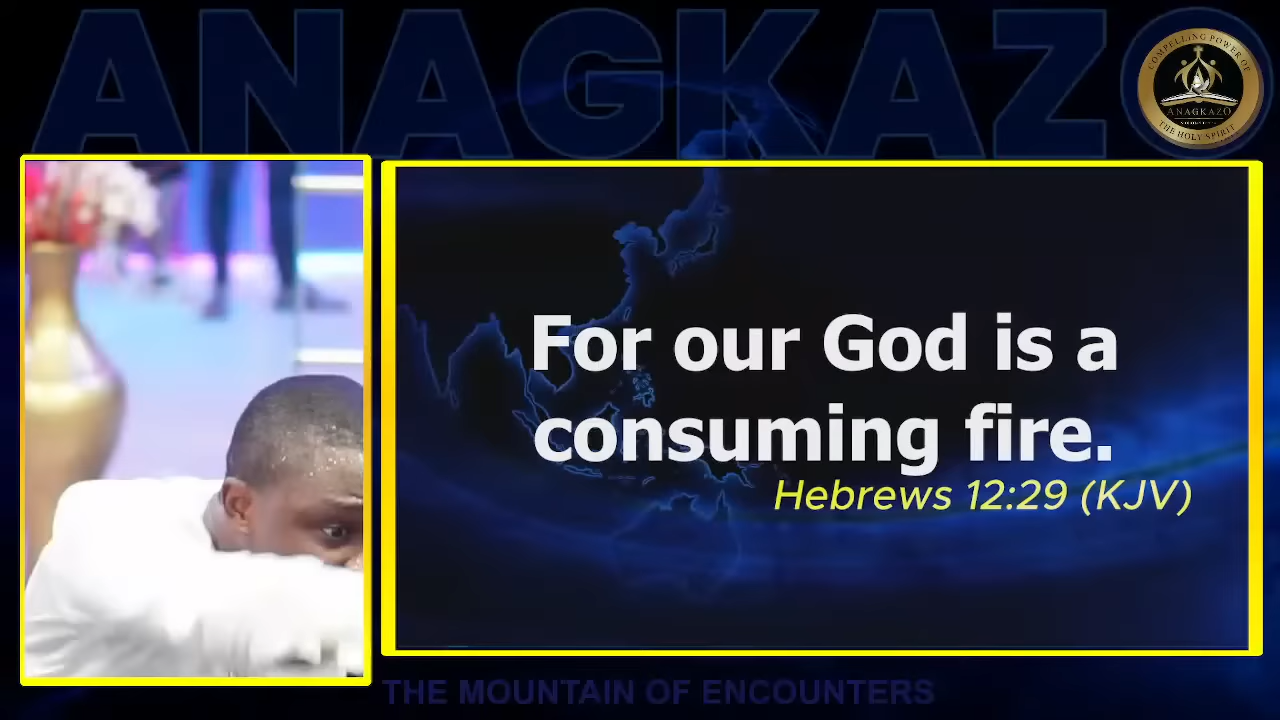 ANAGKAZO
COMPELLING POWER OF
ANAGKAZO
THE HOLY SPIRIT
For our God is a
consuming fire.
Hebrews 12:29 (KJV)
THE MOUNTAIN OF ENCOUNTERS